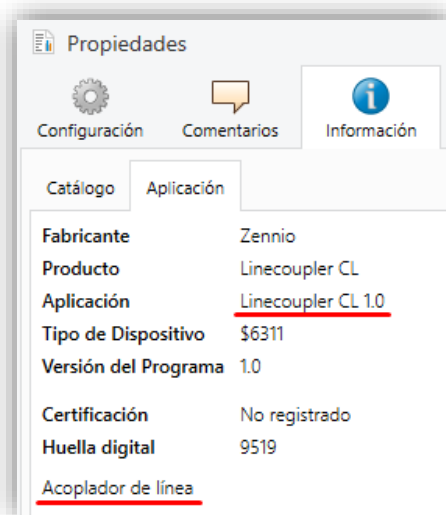 Propiedades
Configuración Comentarios Información
Catálogo Aplicación
Fabricante Zennio
Producto Linecoupler CL
Aplicación Linecoupler CL 1.0
Tipo de Dispositivo $6311
Versión del Programa 1.0
Certificación No registrado
Huella digital 9519
Acoplador de línea